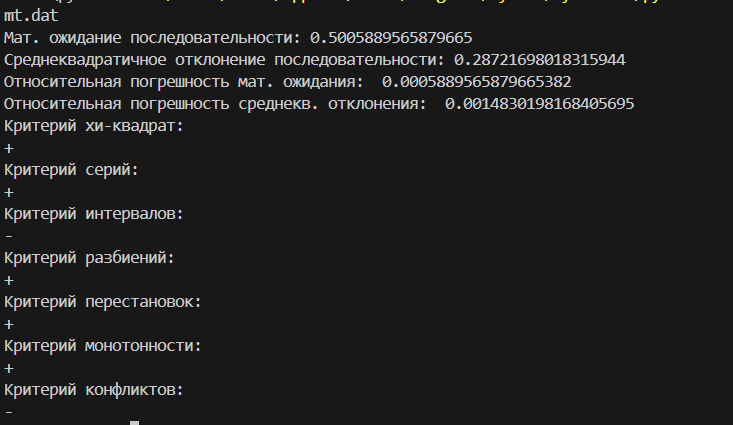 mt.dat
Мат. ожидание последовательности: 0.5005889565879665
Среднеквадратичное отклонение последовательности: 0.28721698018315944
Относительная погрешность мат. ожидания:  0.0005889565879665382
Относительная погрешность среднекв. отклонения:  0.0014830198168405695
Критерий хи-квадрат:
+
Критерий серий:
+
Критерий интервалов:
-
Критерий разбиений:
+
Критерий перестановок:
+
Критерий монотонности:
+
Критерий конфликтов:
-